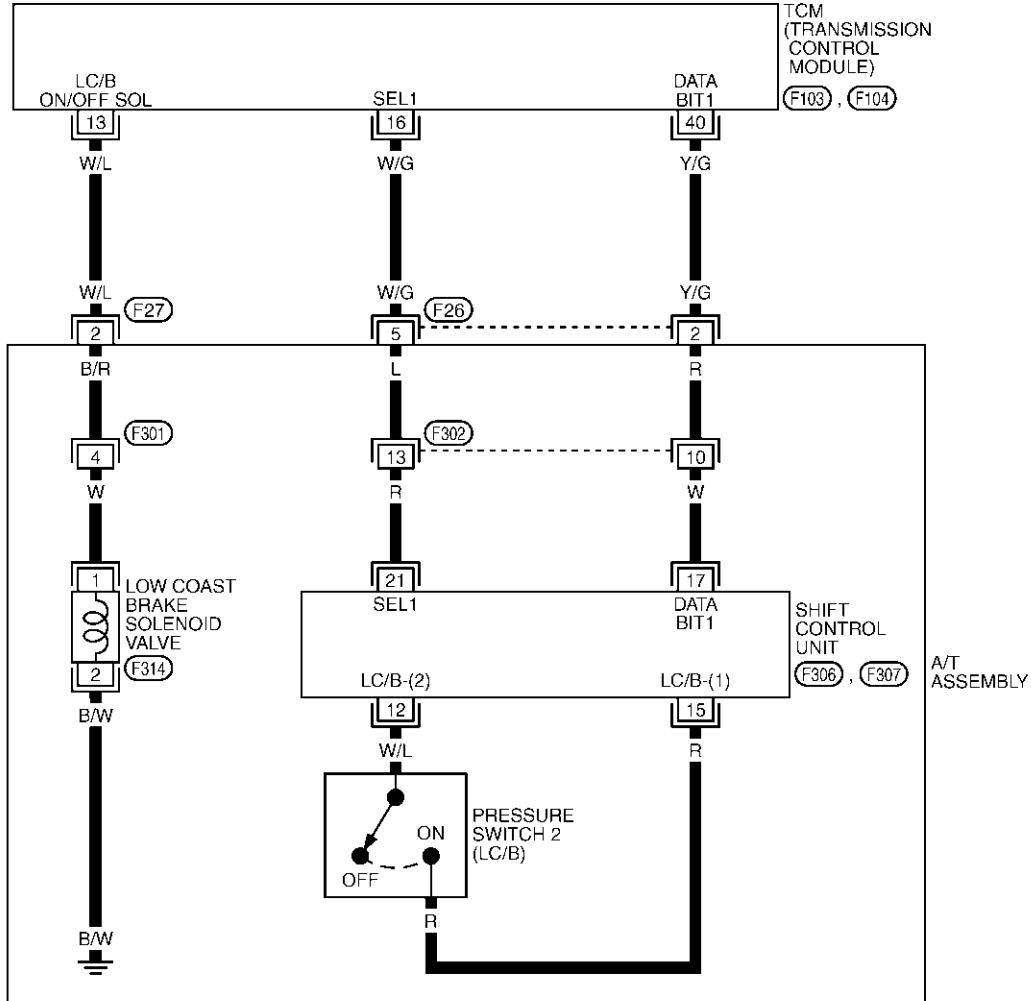 TCM
(TRANSMISSION
CONTROL
MODULE)
F103 , F104
LC/B
ON/OFF SOL
SEL1
DATA
BIT1
13
16
40
W/L
W/G
Y/G
W/L
W/G
Y/G
F27
F26
2
5
2
B/R
L
R
F301
F302
4
13
10
W
R
W
1
21
17
LOW COAST
BRAKE
SOLENOID
VALVE
F314
2
SEL1
DATA
BIT1
SHIFT
CONTROL
UNIT
F306 , F307
A/T
ASSEMBLY
LC/B-(2)
LC/B-(1)
12
15
B/W
W/L
R
PRESSURE
SWITCH 2
(LC/B)
ON
OFF
R
B/W